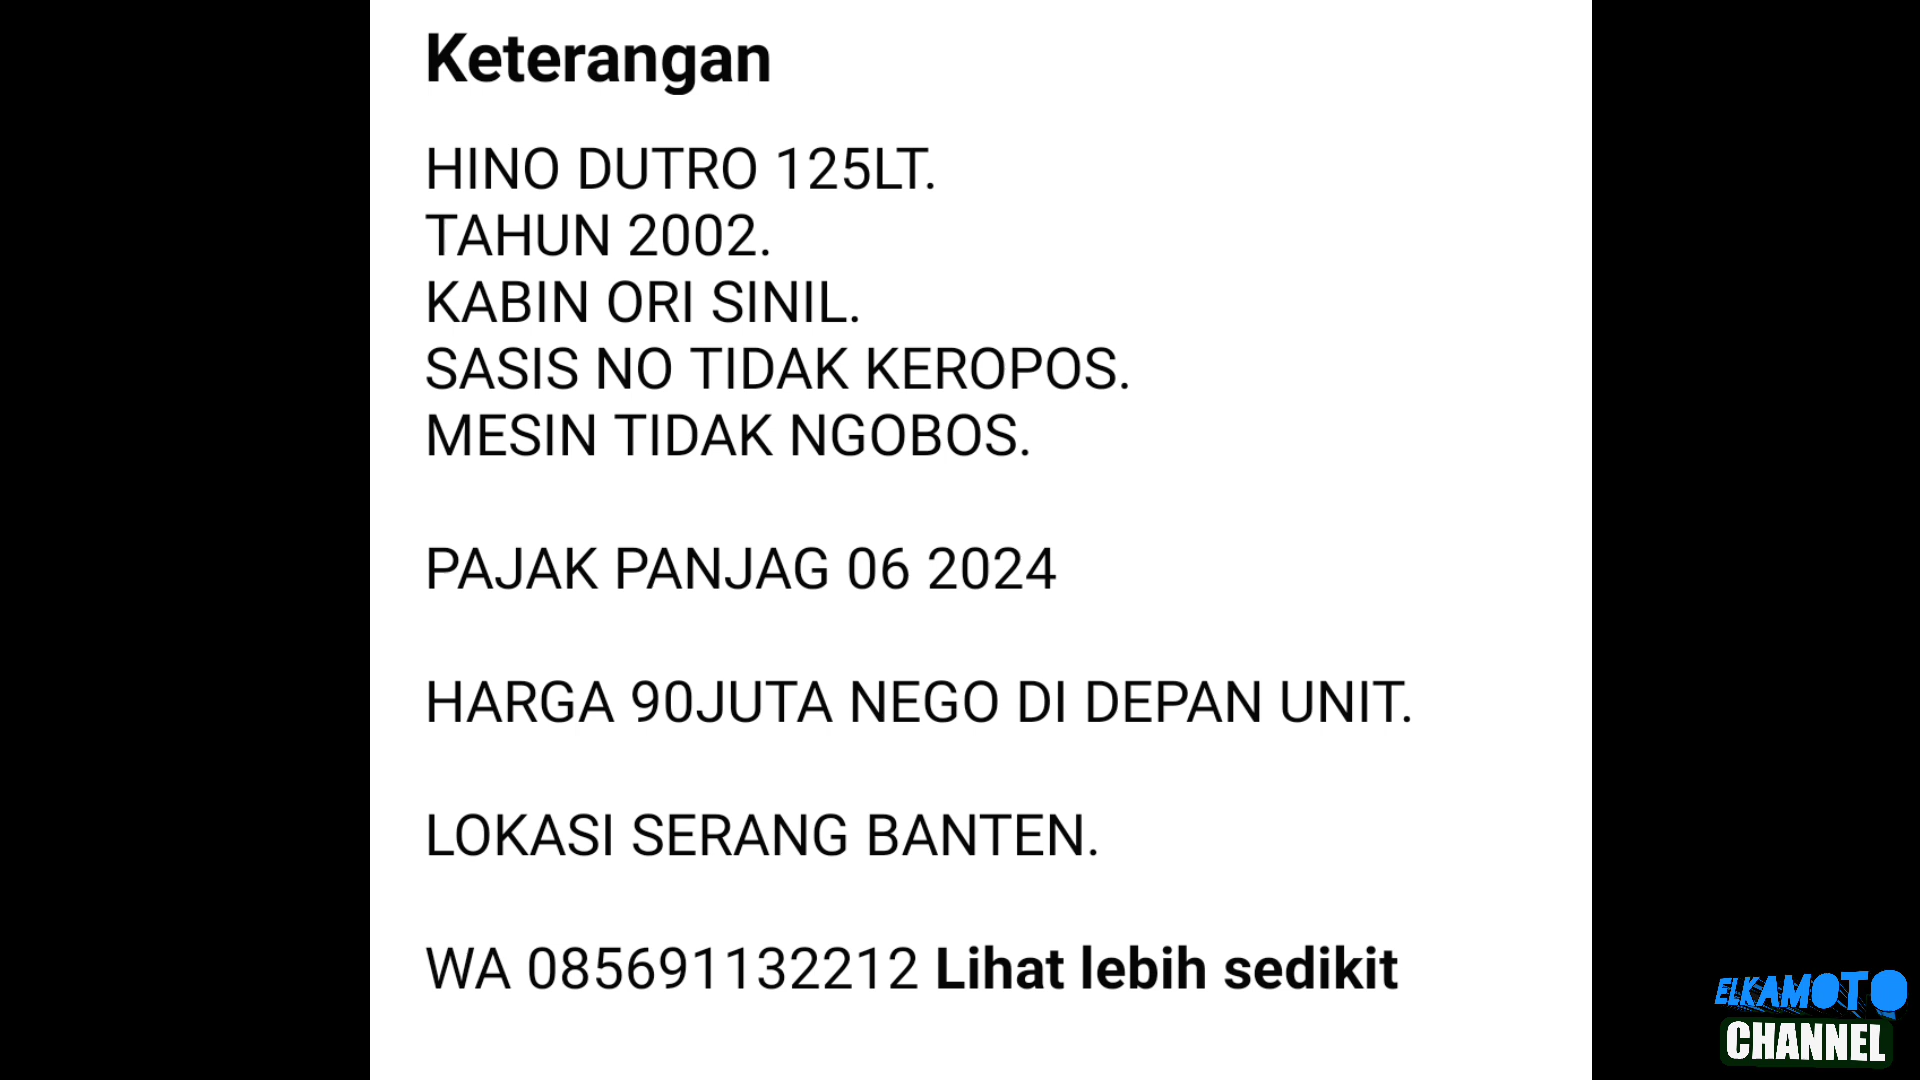 Keterangan
HINO DUTRO 125LT.
TAHUN 2002.
KABIN ORI SINIL.
SASIS NO TIDAK KEROPOS.
MESIN TIDAK NGOBOS.
PAJAK PANJAG 06 2024
HARGA 90JUTA NEGO DI DEPAN UNIT.
LOKASI SERANG BANTEN.
WA 085691132212 Lihat lebih sedikit
ELKAMOTO
CHANNEL